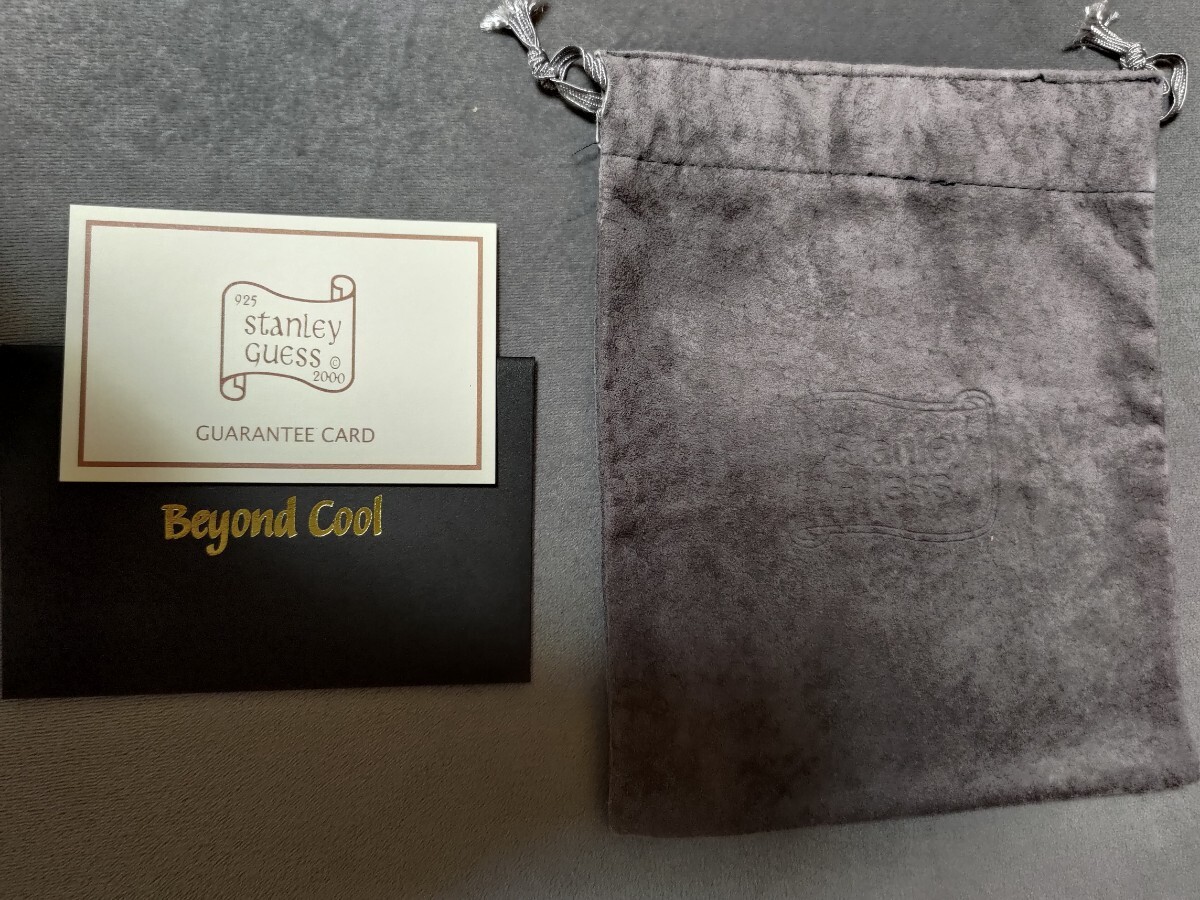 925
Stanley
Guess ©
2000
GUARANTEE CARD
Beyond Cool
Stanley
Guess